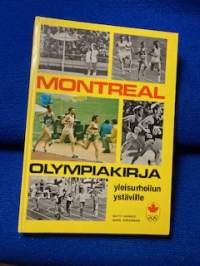 MONTREAL
OLYMPIAKIRJA
yleisurheilun
ystäville